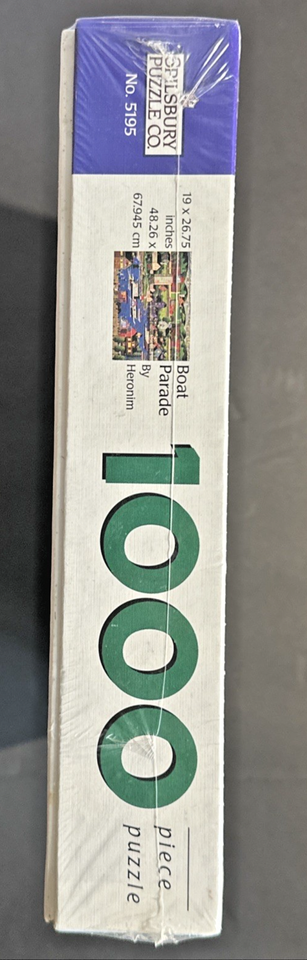 SPILSBURY
PUZZLE CO.
No. 5195
19 x 26.75
inches
48.26 x
67.945 cm
Boat
Parade
By
Heronim
1000
piece
puzzle